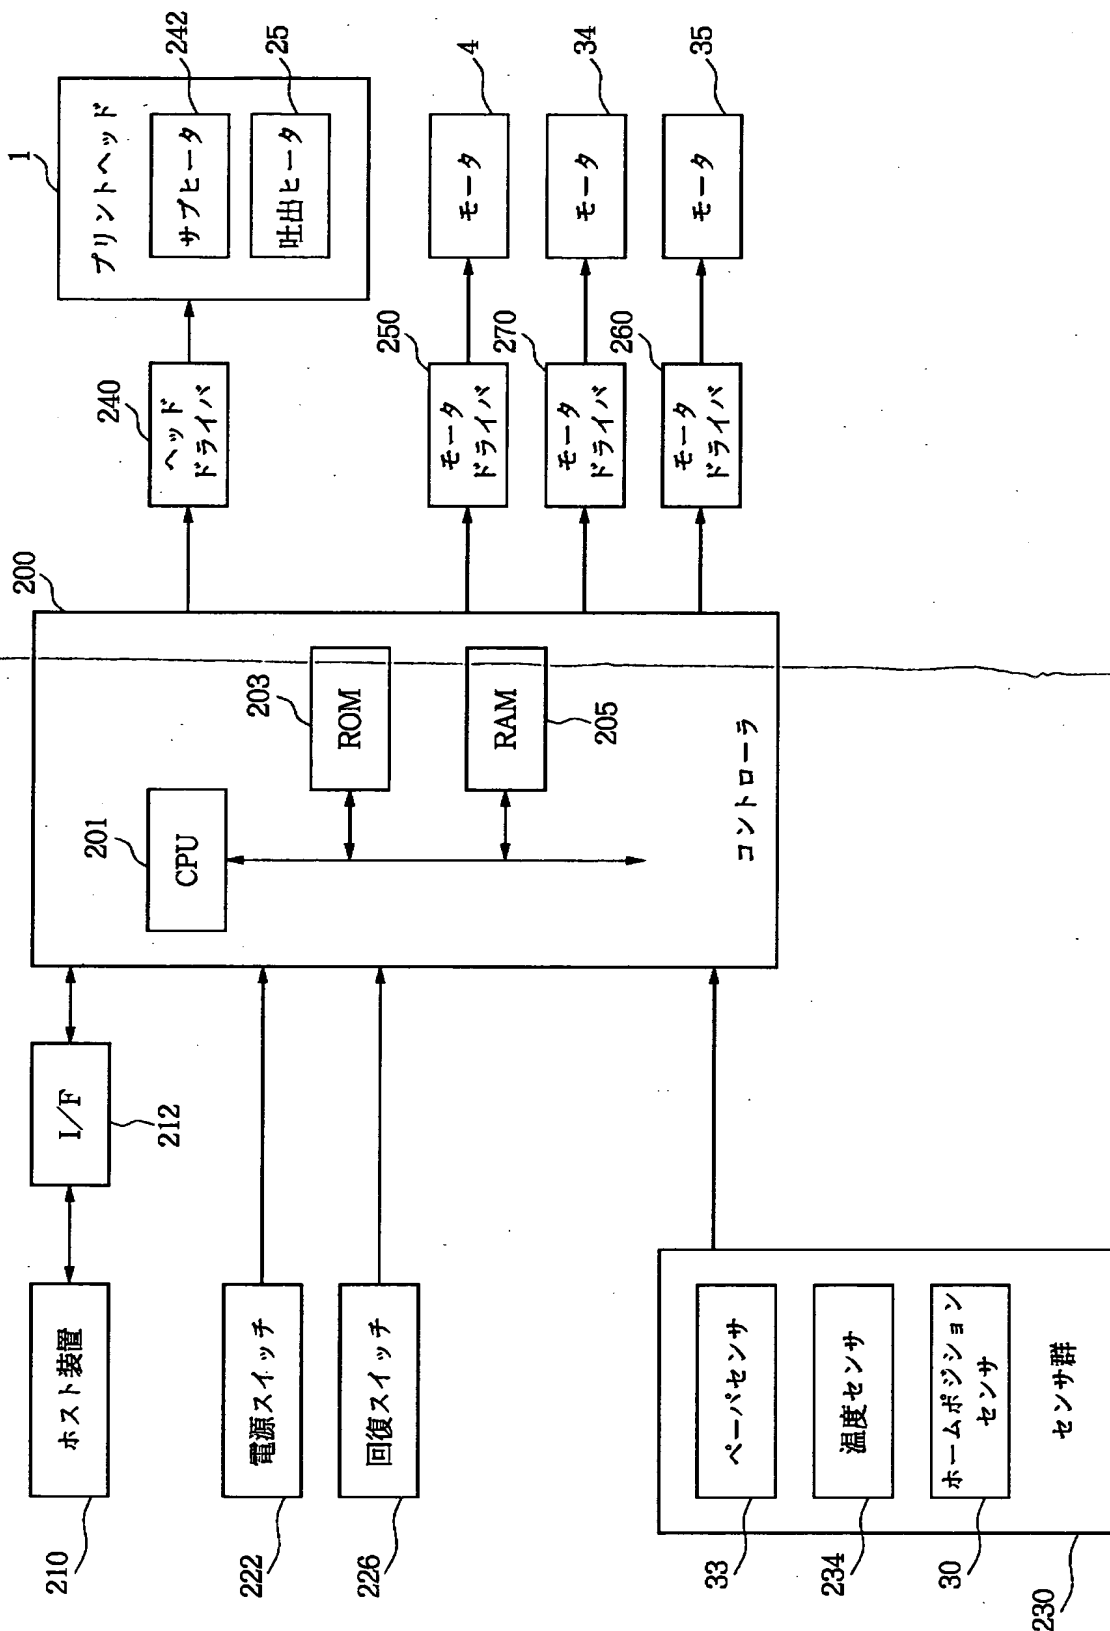 210
ホスト装置
I/F
212
222
電源スイッチ
226
回復スイッチ
33
ペーパセンサ
234
温度センサ
30
ホームポジション
センサ
センサ群
230
200
201
CPU
203
ROM
RAM
205
コントローラ
240
ヘッド
ドライバ
1
プリントヘッド
サブヒータ
242
吐出ヒータ
25
250
モータ
ドライバ
モータ
4
270
モータ
ドライバ
モータ
34
260
モータ
ドライバ
モータ
35